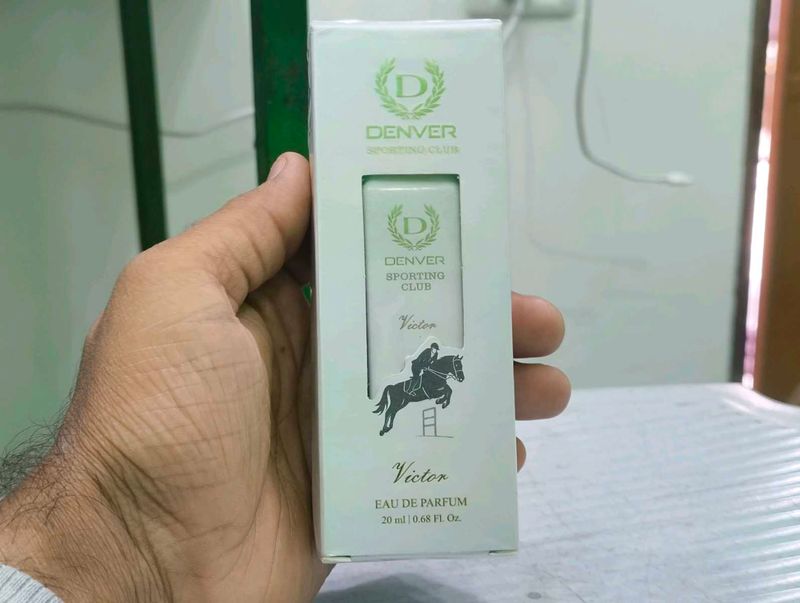 D
DENVER
SPORTING CLUB
D
DENVER
SPORTING
CLUB
Victor
Victor
EAU DE PARFUM
20 ml | 0.68 Fl. Oz.